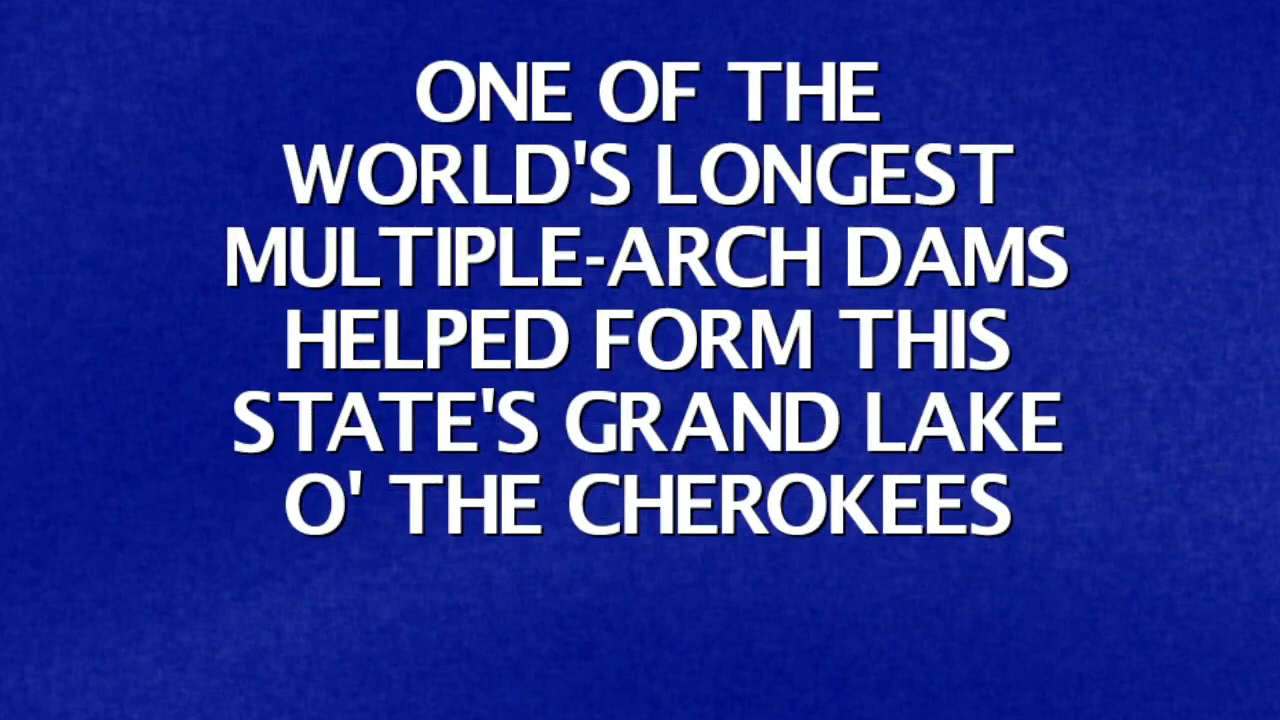 ONE OF THE
WORLD'S LONGEST
MULTIPLE-ARCH DAMS
HELPED FORM THIS
STATE'S GRAND LAKE
O' THE CHEROKEES